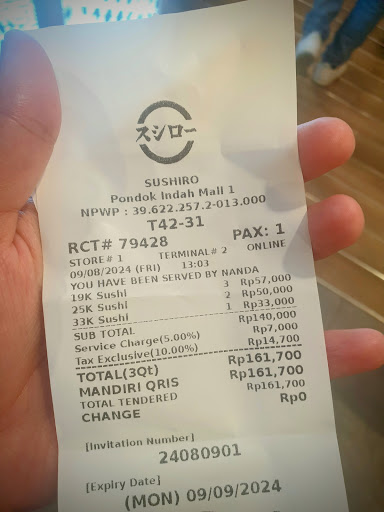 スシロー
SUSHIRO
Pondok Indah Mall 1
NPWP : 39.622.257.2-013.000
T42-31
RCT# 79428 PAX: 1
STORE# 1 TERMINAL# 2 ONLINE
09/08/2024 (FRI) 13:03
YOU HAVE BEEN SERVED BY NANDA
19K Sushi 3 Rp57,000
25K Sushi 2 Rp50,000
33K Sushi 1 Rp33,000
SUB TOTAL Rp140,000
Service Charge(5.00%) Rp7,000
Tax Exclusive(10.00%) Rp14,700
TOTAL(3Qt) Rp161,700
MANDIRI QRIS Rp161,700
TOTAL TENDERED Rp161,700
CHANGE Rp0
[Invitation Number]
24080901
[Expiry Date]
(MON) 09/09/2024